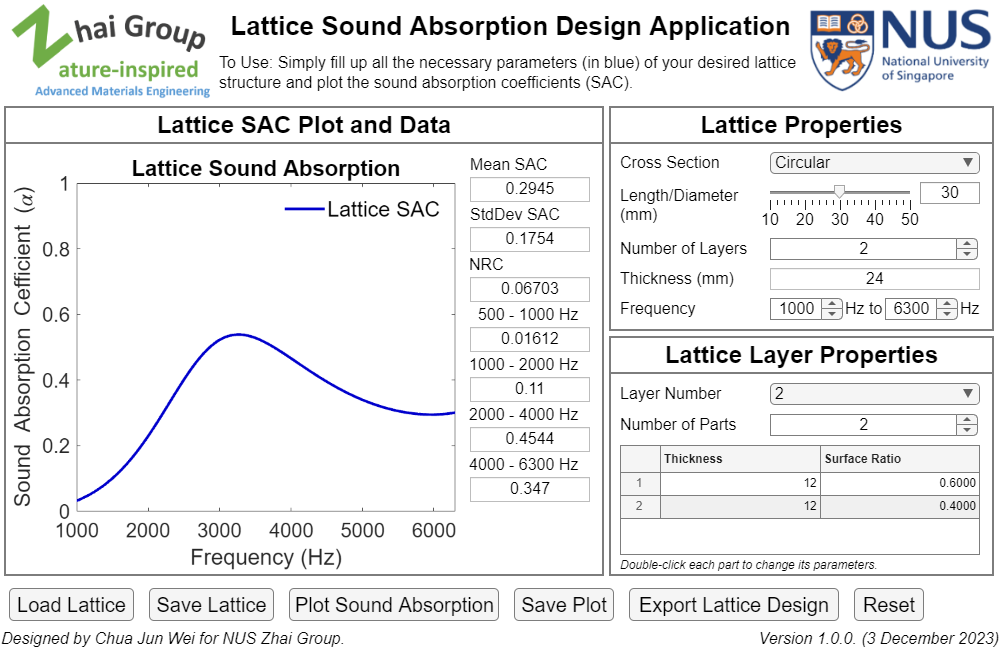 Zhai Group
ature-inspired
Advanced Materials Engineering
Lattice Sound Absorption Design Application
To Use: Simply fill up all the necessary parameters (in blue) of your desired lattice
structure and plot the sound absorption coefficients (SAC).
NUS
National University
of Singapore
Lattice SAC Plot and Data
Lattice Sound Absorption
Lattice SAC
Sound Absorption Cefficient (α)
1
0.8
0.6
0.4
0.2
0
1000 2000 3000 4000 5000 6000
Frequency (Hz)
Mean SAC
0.2945
StdDev SAC
0.1754
NRC
0.06703
500 - 1000 Hz
0.01612
1000 - 2000 Hz
0.11
2000 - 4000 Hz
0.4544
4000 - 6300 Hz
0.347
Lattice Properties
Cross Section Circular
Length/Diameter
(mm)
30
10 20 30 40 50
Number of Layers 2
Thickness (mm) 24
Frequency 1000 Hz to 6300 Hz
Lattice Layer Properties
Layer Number 2
Number of Parts 2
Thickness Surface Ratio
1 12 0.6000
2 12 0.4000
Double-click each part to change its parameters.
Load Lattice Save Lattice Plot Sound Absorption Save Plot Export Lattice Design Reset
Designed by Chua Jun Wei for NUS Zhai Group.
Version 1.0.0. (3 December 2023)